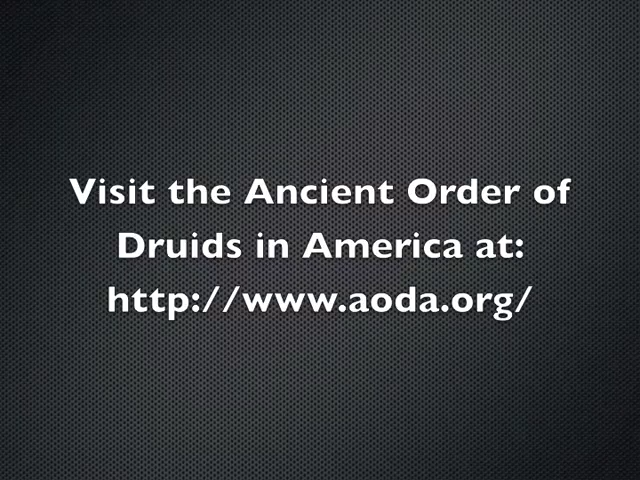 Visit the Ancient Order of
Druids in America at:
http://www.aoda.org/